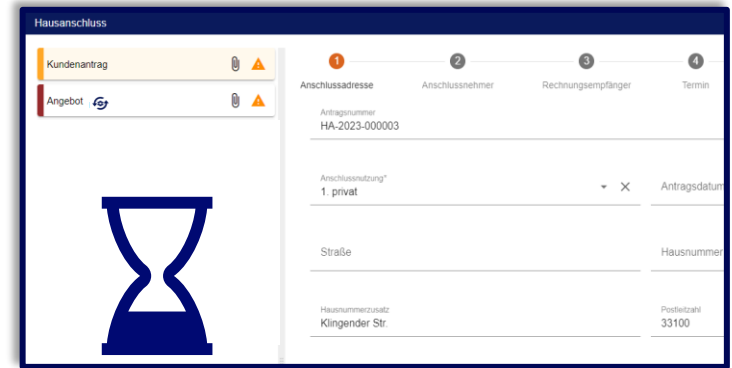 Hausanschluss
Kundenantrag
Angebot
1 2 3 4
Anschlussadresse Anschlussnehmer Rechnungsempfänger Termin
Antragsnummer
HA-2023-000003
Anschlussnutzung*
1. privat
Antragsdatum
Straße
Hausnummer
Hausnummerzusatz
Klingender Str.
Postleitzahl
33100